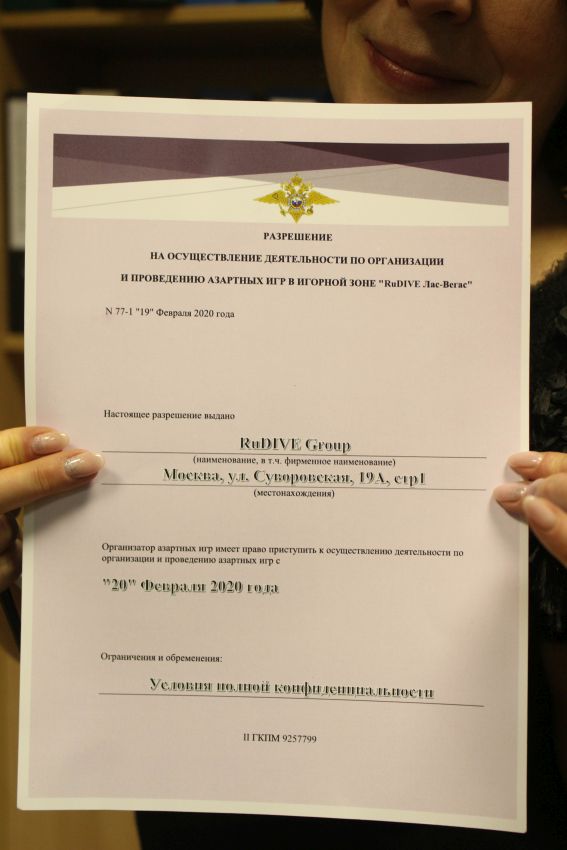 РАЗРЕШЕНИЕ
НА ОСУЩЕСТВЛЕНИЕ ДЕЯТЕЛЬНОСТИ ПО ОРГАНИЗАЦИИ
И ПРОВЕДЕНИЮ АЗАРТНЫХ ИГР В ИГОРНОЙ ЗОНЕ "RuDIVE Лас-Вегас"
N 77-1 "19" Февраля 2020 года
Настоящее разрешение выдано
RuDIVE Group
(наименование, в т.ч. фирменное наименование)
Москва, ул. Суворовская, 19А, стр1
(местонахождения)
Организатор азартных игр имеет право приступить к осуществлению деятельности по
организации и проведению азартных игр с
"20" Февраля 2020 года
Ограничения и обременения:
Условия полной конфиденциальности
II ГКПМ 9257799